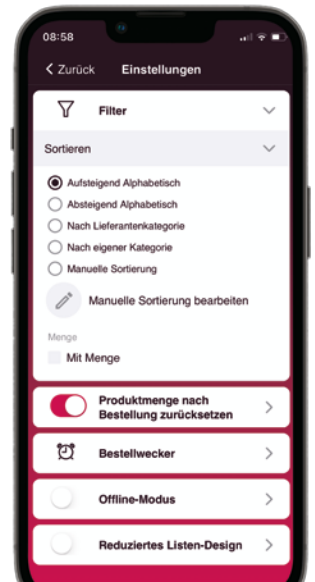 08:58
Zurück Einstellungen
Filter
Sortieren
Aufsteigend Alphabetisch
Absteigend Alphabetisch
Nach Lieferantenkategorie
Nach eigener Kategorie
Manuelle Sortierung
Manuelle Sortierung bearbeiten
Menge
Mit Menge
Produktmenge nach
Bestellung zurücksetzen
Bestellwecker
Offline-Modus
Reduziertes Listen-Design